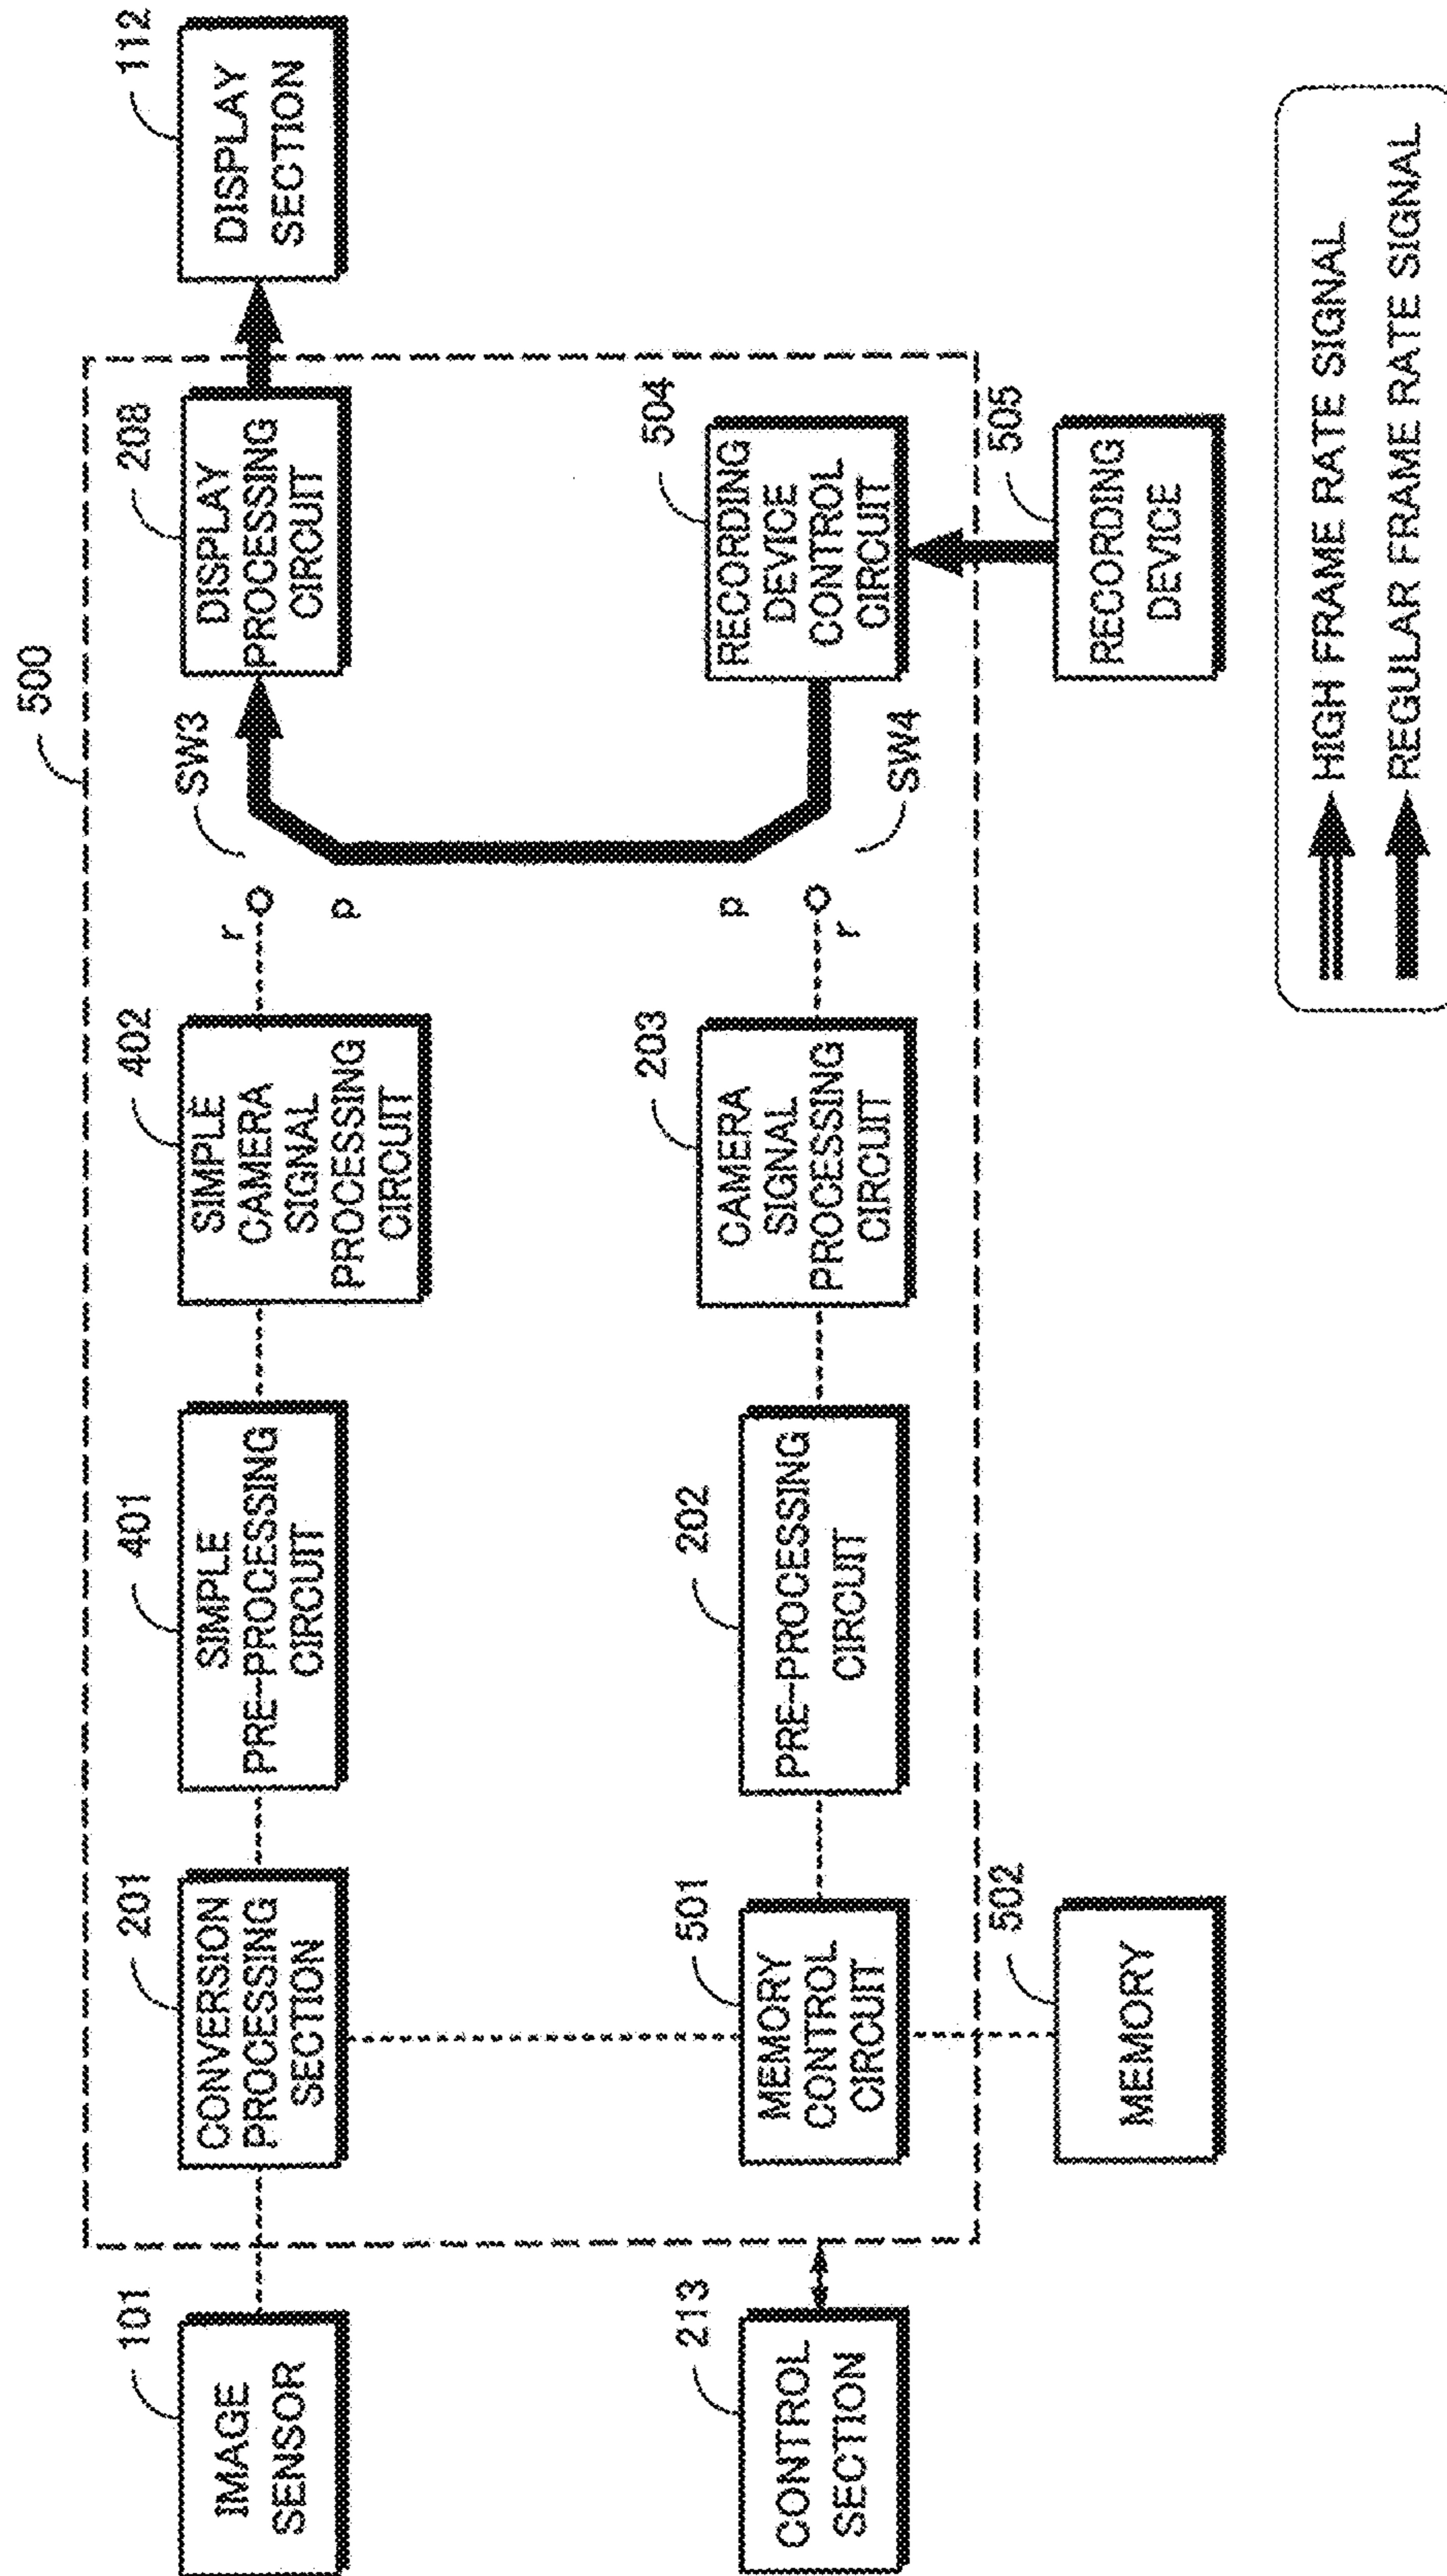 500
101
IMAGE
SENSOR
201
CONVERSION
PROCESSING
SECTION
401
SIMPLE
PRE-PROCESSING
CIRCUIT
402
SIMPLE
CAMERA
SIGNAL
PROCESSING
CIRCUIT
r
p
SW3
208
DISPLAY
PROCESSING
CIRCUIT
112
DISPLAY
SECTION
213
CONTROL
SECTION
501
MEMORY
CONTROL
CIRCUIT
202
PRE-PROCESSING
CIRCUIT
203
CAMERA
SIGNAL
PROCESSING
CIRCUIT
p
r
SW4
504
RECORDING
DEVICE
CONTROL
CIRCUIT
502
MEMORY
505
RECORDING
DEVICE
HIGH FRAME RATE SIGNAL
REGULAR FRAME RATE SIGNAL